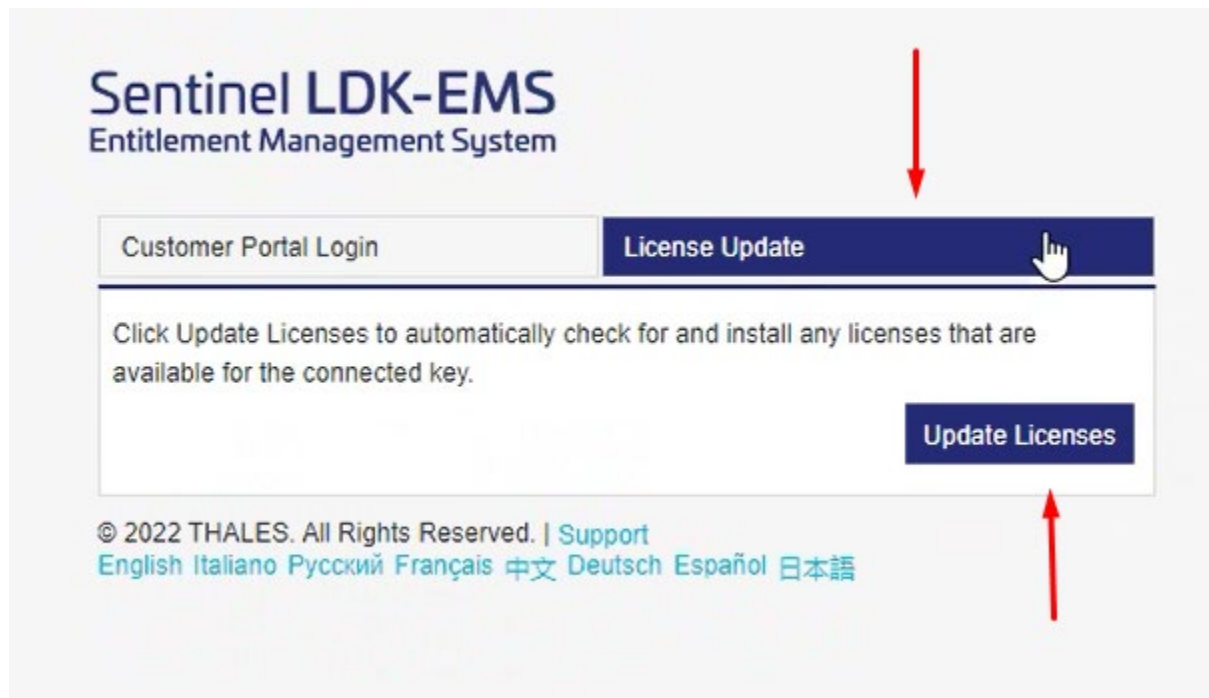 Sentinel LDK-EMS
Entitlement Management System
Customer Portal Login
License Update
Click Update Licenses to automatically check for and install any licenses that are
available for the connected key.
Update Licenses
© 2022 THALES. All Rights Reserved. | Support
English Italiano Русский Français 中文 Deutsch Español 日本語